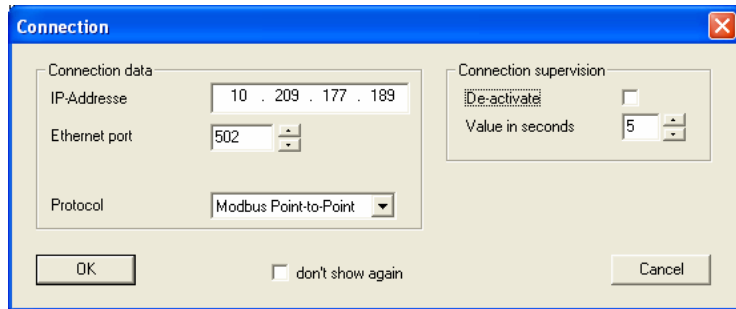 Connection
Connection data
IP-Addresse 10 . 209 . 177 . 189
Ethernet port 502
Protocol Modbus Point-to-Point
Connection supervision
De-activate
Value in seconds 5
OK
don't show again
Cancel